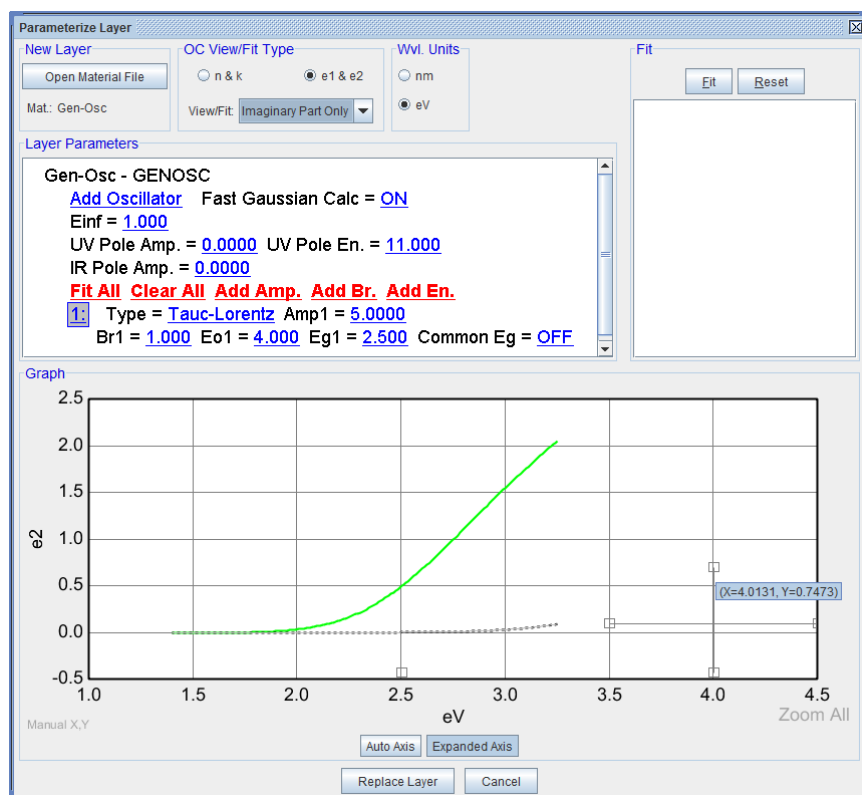 Parameterize Layer
New Layer
Open Material File
Mat.: Gen-Osc
OC View/Fit Type
n & k
e1 & e2
View/Fit: Imaginary Part Only
Wvl. Units
nm
eV
Fit
Fit Reset
Layer Parameters
Gen-Osc - GENOSC
Add Oscillator Fast Gaussian Calc = ON
Einf = 1.000
UV Pole Amp. = 0.0000 UV Pole En. = 11.000
IR Pole Amp. = 0.0000
Fit All Clear All Add Amp. Add Br. Add En.
1: Type = Tauc-Lorentz Amp1 = 5.0000
Br1 = 1.000 Eo1 = 4.000 Eg1 = 2.500 Common Eg = OFF
Graph
2.5
2.0
1.5
1.0
0.5
0.0
-0.5
e2
(X=4.0131, Y=0.7473)
1.0 1.5 2.0 2.5 3.0 3.5 4.0 4.5
eV
Manual X,Y
Zoom All
Auto Axis Expanded Axis
Replace Layer Cancel